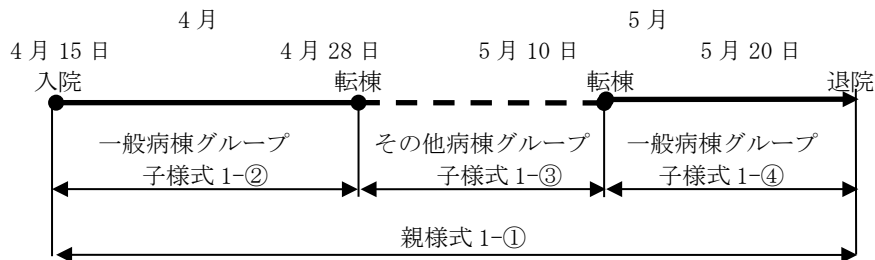 4月 5月
4月15日 4月28日 5月10日 5月20日
入院 転棟 転棟 退院
一般病棟グループ その他病棟グループ 一般病棟グループ
子様式1-② 子様式1-③ 子様式1-④
親様式1-①